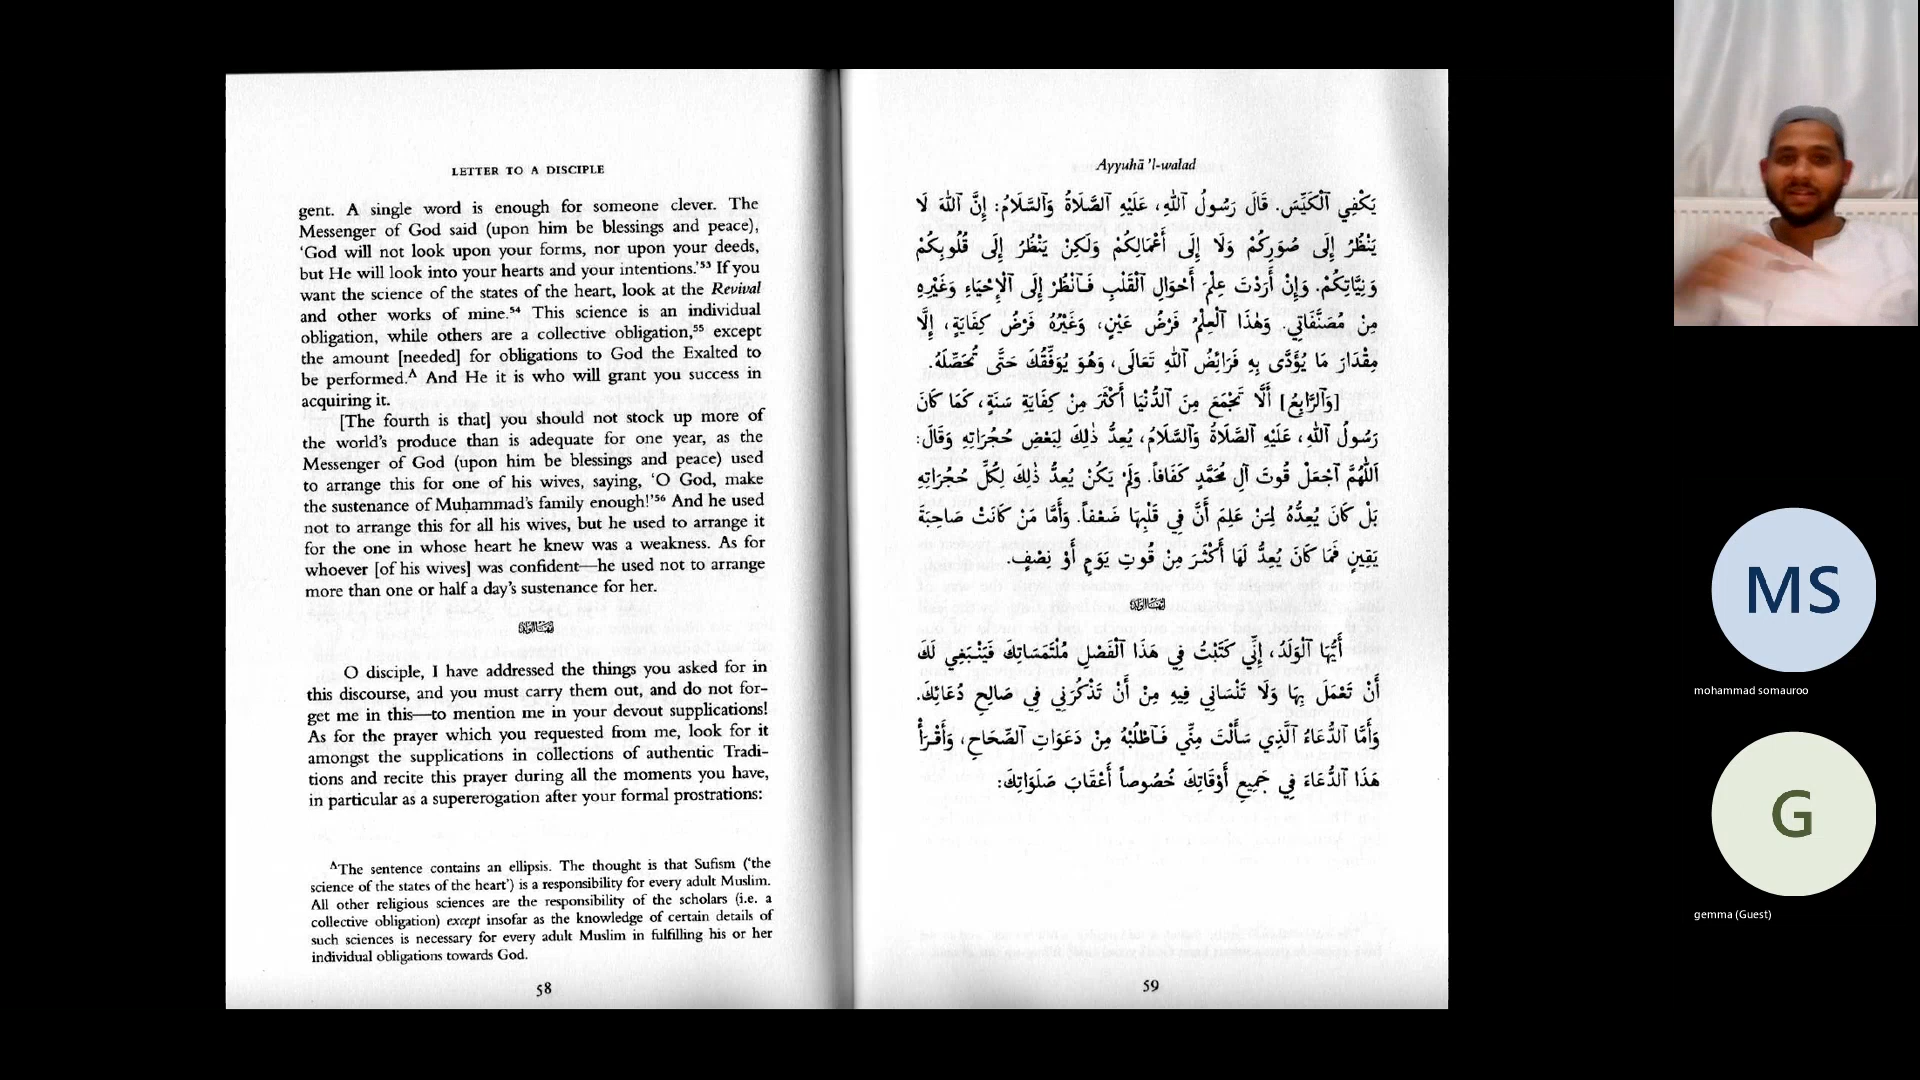 LETTER TO A DISCIPLE
gent. A single word is enough for someone clever. The
Messenger of God said (upon him be blessings and peace),
‘God will not look upon your forms, nor upon your deeds,
but He will look into your hearts and your intentions.’⁵³ If you
want the science of the states of the heart, look at the Revival
and other works of mine.⁵⁴ This science is an individual
obligation, while others are a collective obligation,⁵⁵ except
the amount [needed] for obligations to God the Exalted to
be performed.ᴬ And He it is who will grant you success in
acquiring it.
[The fourth is that] you should not stock up more of
the world’s produce than is adequate for one year, as the
Messenger of God (upon him be blessings and peace) used
to arrange this for one of his wives, saying, ‘O God, make
the sustenance of Muḥammad’s family enough!’⁵⁶ And he used
not to arrange this for all his wives, but he used to arrange it
for the one in whose heart he knew was a weakness. As for
whoever [of his wives] was confident—he used not to arrange
more than one or half a day’s sustenance for her.
O disciple, I have addressed the things you asked for in
this discourse, and you must carry them out, and do not for-
get me in this—to mention me in your devout supplications!
As for the prayer which you requested from me, look for it
amongst the supplications in collections of authentic Tradi-
tions and recite this prayer during all the moments you have,
in particular as a supererogation after your formal prostrations:
ᴬThe sentence contains an ellipsis. The thought is that Sufism (‘the
science of the states of the heart’) is a responsibility for every adult Muslim.
All other religious sciences are the responsibility of the scholars (i.e. a
collective obligation) except insofar as the knowledge of certain details of
such sciences is necessary for every adult Muslim in fulfilling his or her
individual obligations towards God.
58
Ayyuhā ’l-walad
يَكْفِي ٱلْكَيِّسَ. قَالَ رَسُولُ ٱللهِ، عَلَيْهِ ٱلصَّلَاةُ وَٱلسَّلَامُ: إِنَّ ٱللهَ لَا
يَنْظُرُ إِلَى صُوَرِكُمْ وَلَا إِلَى أَعْمَالِكُمْ وَلَكِنْ يَنْظُرُ إِلَى قُلُوبِكُمْ
وَنِيَّاتِكُمْ. وَإِنْ أَرَدْتَ عِلْمَ أَحْوَالِ ٱلْقَلْبِ فَٱنْظُرْ إِلَى ٱلْإِحْيَاءِ وَغَيْرِهِ
مِنْ مُصَنَّفَاتِي. وَهٰذَا ٱلْعِلْمُ فَرْضُ عَيْنٍ، وَغَيْرُهُ فَرْضُ كِفَايَةٍ، إِلَّا
مِقْدَارَ مَا يُؤَدَّى بِهِ فَرَائِضُ ٱللهِ تَعَالَى، وَهُوَ يُوَفِّقُكَ حَتَّى تُحَصِّلَهُ.
[وَٱلرَّابِعُ] أَلَّا تَجْمَعَ مِنَ ٱلدُّنْيَا أَكْثَرَ مِنْ كِفَايَةِ سَنَةٍ، كَمَا كَانَ
رَسُولُ ٱللهِ، عَلَيْهِ ٱلصَّلَاةُ وَٱلسَّلَامُ، يُعِدُّ ذٰلِكَ لِبَعْضِ حُجُرَاتِهِ وَقَالَ:
اَللّٰهُمَّ ٱجْعَلْ قُوتَ آلِ مُحَمَّدٍ كَفَافاً. وَلَمْ يَكُنْ يُعِدُّ ذٰلِكَ لِكُلِّ حُجُرَاتِهِ
بَلْ كَانَ يُعِدُّهُ لِمَنْ عَلِمَ أَنَّ فِي قَلْبِهَا ضَعْفاً. وَأَمَّا مَنْ كَانَتْ صَاحِبَةَ
يَقِينٍ فَمَا كَانَ يُعِدُّ لَهَا أَكْثَرَ مِنْ قُوتِ يَوْمٍ أَوْ نِصْفٍ.
أَيُّهَا ٱلْوَلَدُ، إِنِّي كَتَبْتُ فِي هَذَا ٱلْفَصْلِ مُلْتَمَسَاتِكَ فَيَنْبَغِي لَكَ
أَنْ تَعْمَلَ بِهَا وَلَا تَنْسَانِي فِيهِ مِنْ أَنْ تَذْكُرَنِي فِي صَالِحِ دُعَائِكَ.
وَأَمَّا ٱلدُّعَاءُ ٱلَّذِي سَأَلْتَ مِنِّي فَٱطْلُبْهُ مِنْ دَعَوَاتِ ٱلصِّحَاحِ، وَٱقْرَأْ
هَذَا ٱلدُّعَاءَ فِي جَمِيعِ أَوْقَاتِكَ خُصُوصاً أَعْقَابَ صَلَوَاتِكَ:
59
MS
mohammad somauroo
G
gemma (Guest)